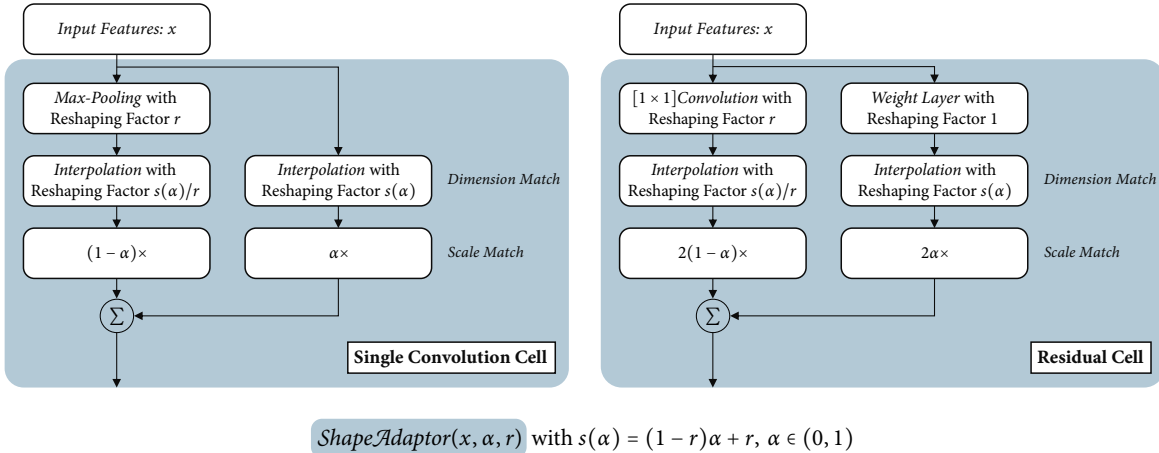 Input Features: x
Max-Pooling with
Reshaping Factor r
Interpolation with
Reshaping Factor s(α)/r
Interpolation with
Reshaping Factor s(α)
Dimension Match
(1 − α)×
α×
Scale Match
∑
Single Convolution Cell
Input Features: x
[1 × 1]Convolution with
Reshaping Factor r
Weight Layer with
Reshaping Factor 1
Interpolation with
Reshaping Factor s(α)/r
Interpolation with
Reshaping Factor s(α)
Dimension Match
2(1 − α)×
2α×
Scale Match
∑
Residual Cell
ShapeAdaptor(x, α, r) with s(α) = (1 − r)α + r, α ∈ (0, 1)